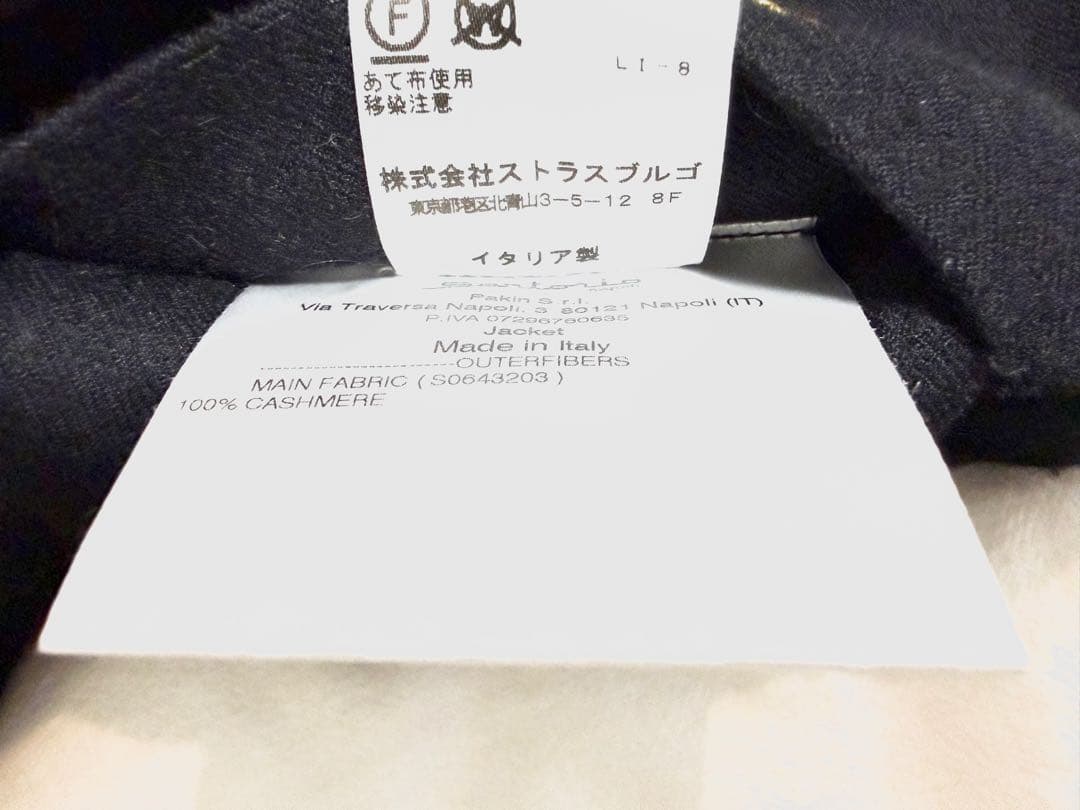 F
W
あて布使用
移染注意
LI-8
株式会社ストラスブルゴ
東京都港区北青山3-5-12 8F
イタリア製
Sartorio
Pakin S.r.l.
Via Traversa Napoli, 3 80121 Napoli (IT)
P.IVA 07296780635
Jacket
Made in Italy
------------------------------OUTERFIBERS
MAIN FABRIC ( S0643203 )
100% CASHMERE